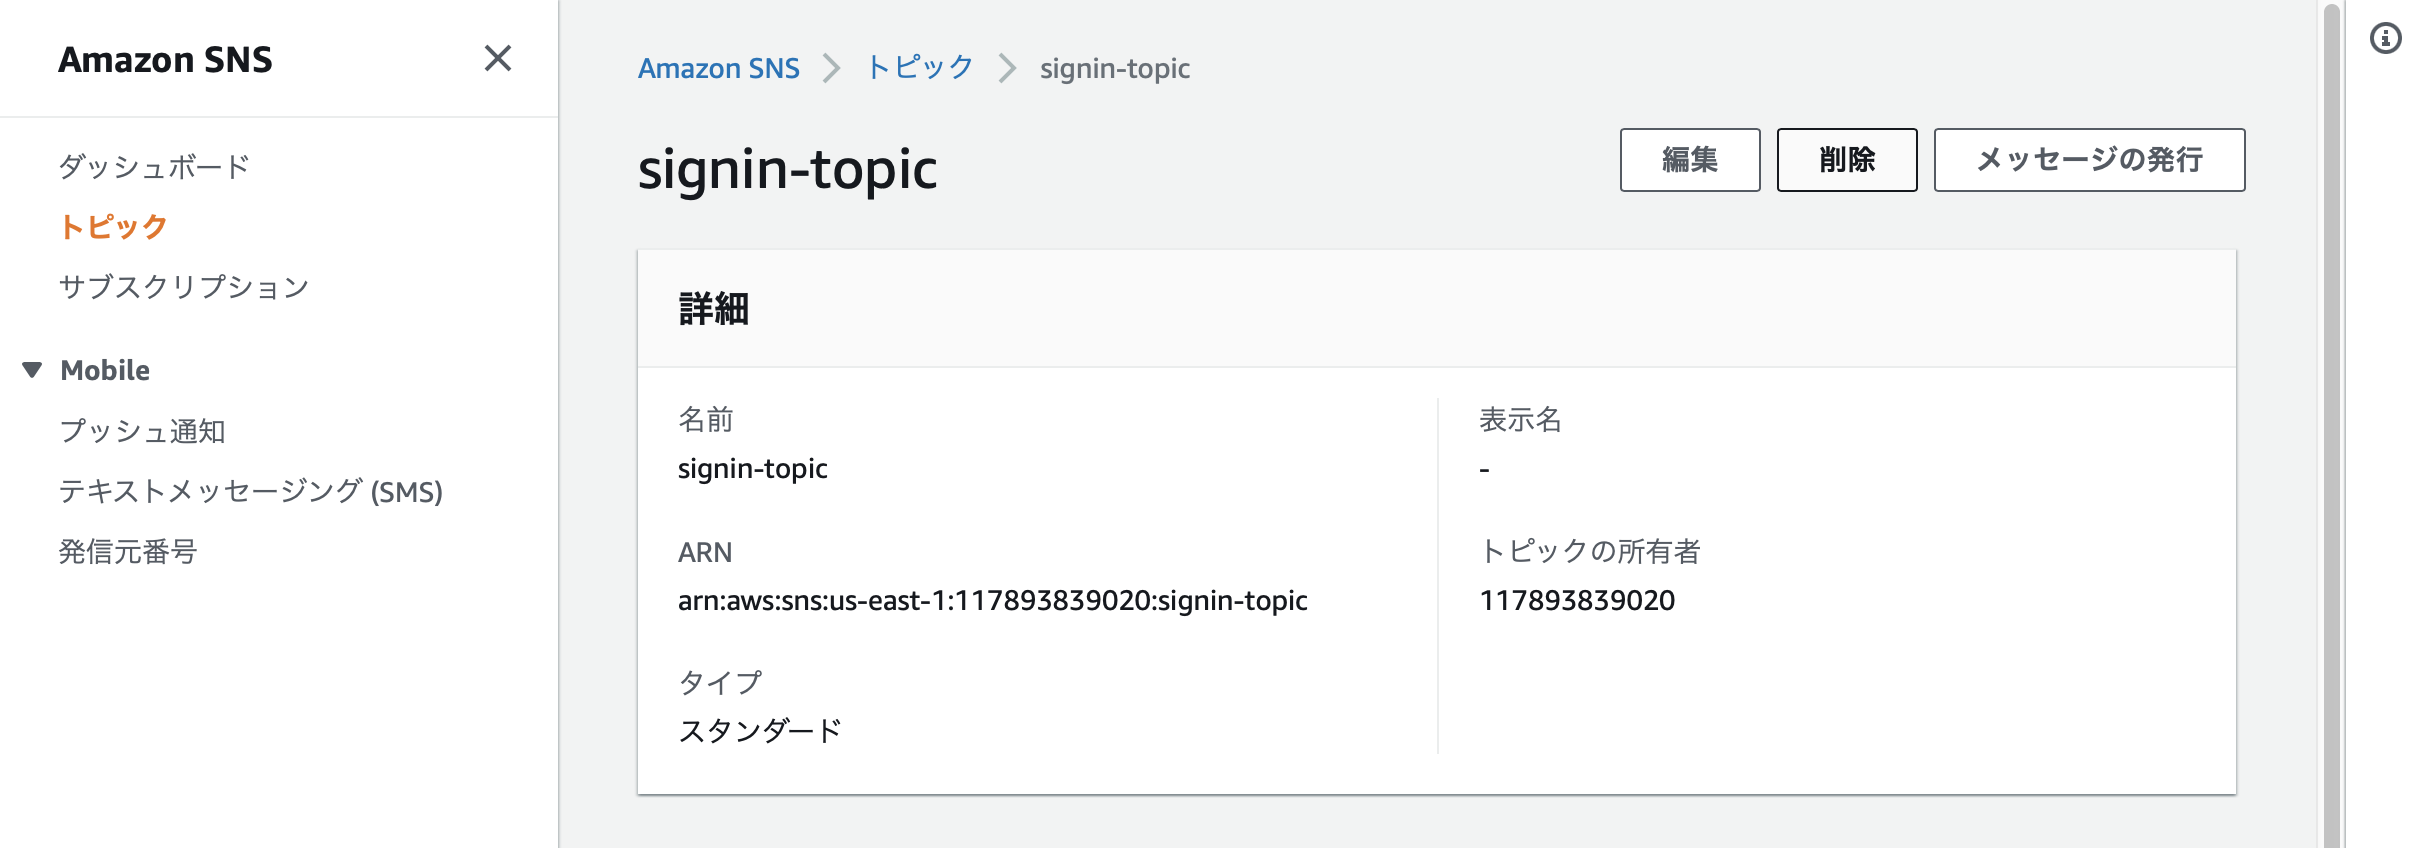 Amazon SNS
ダッシュボード
トピック
サブスクリプション
Mobile
プッシュ通知
テキストメッセージング (SMS)
発信元番号
Amazon SNS トピック signin-topic
signin-topic
編集 削除 メッセージの発行
詳細
名前
signin-topic
ARN
arn:aws:sns:us-east-1:117893839020:signin-topic
タイプ
スタンダード
表示名
-
トピックの所有者
117893839020